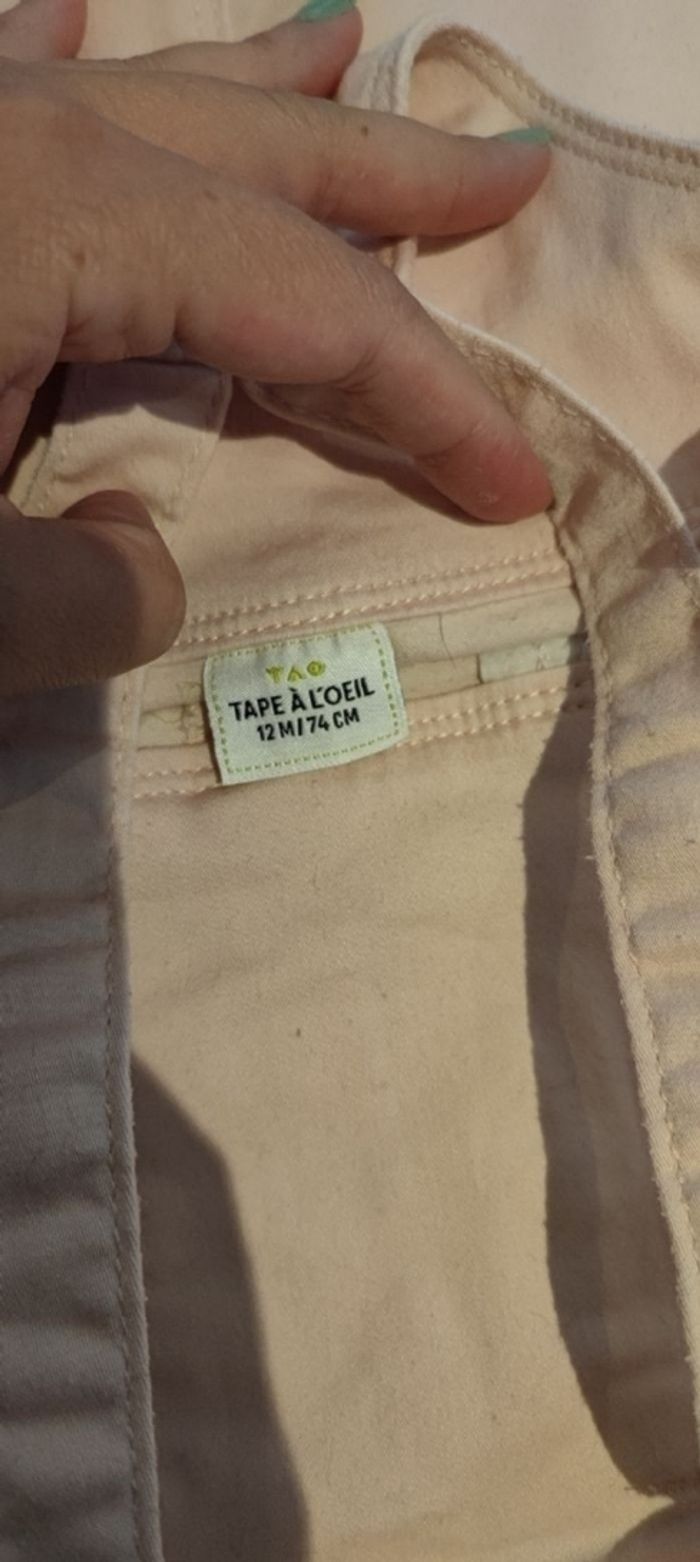 TAO
TAPE À L'OEIL
12 M / 74 CM